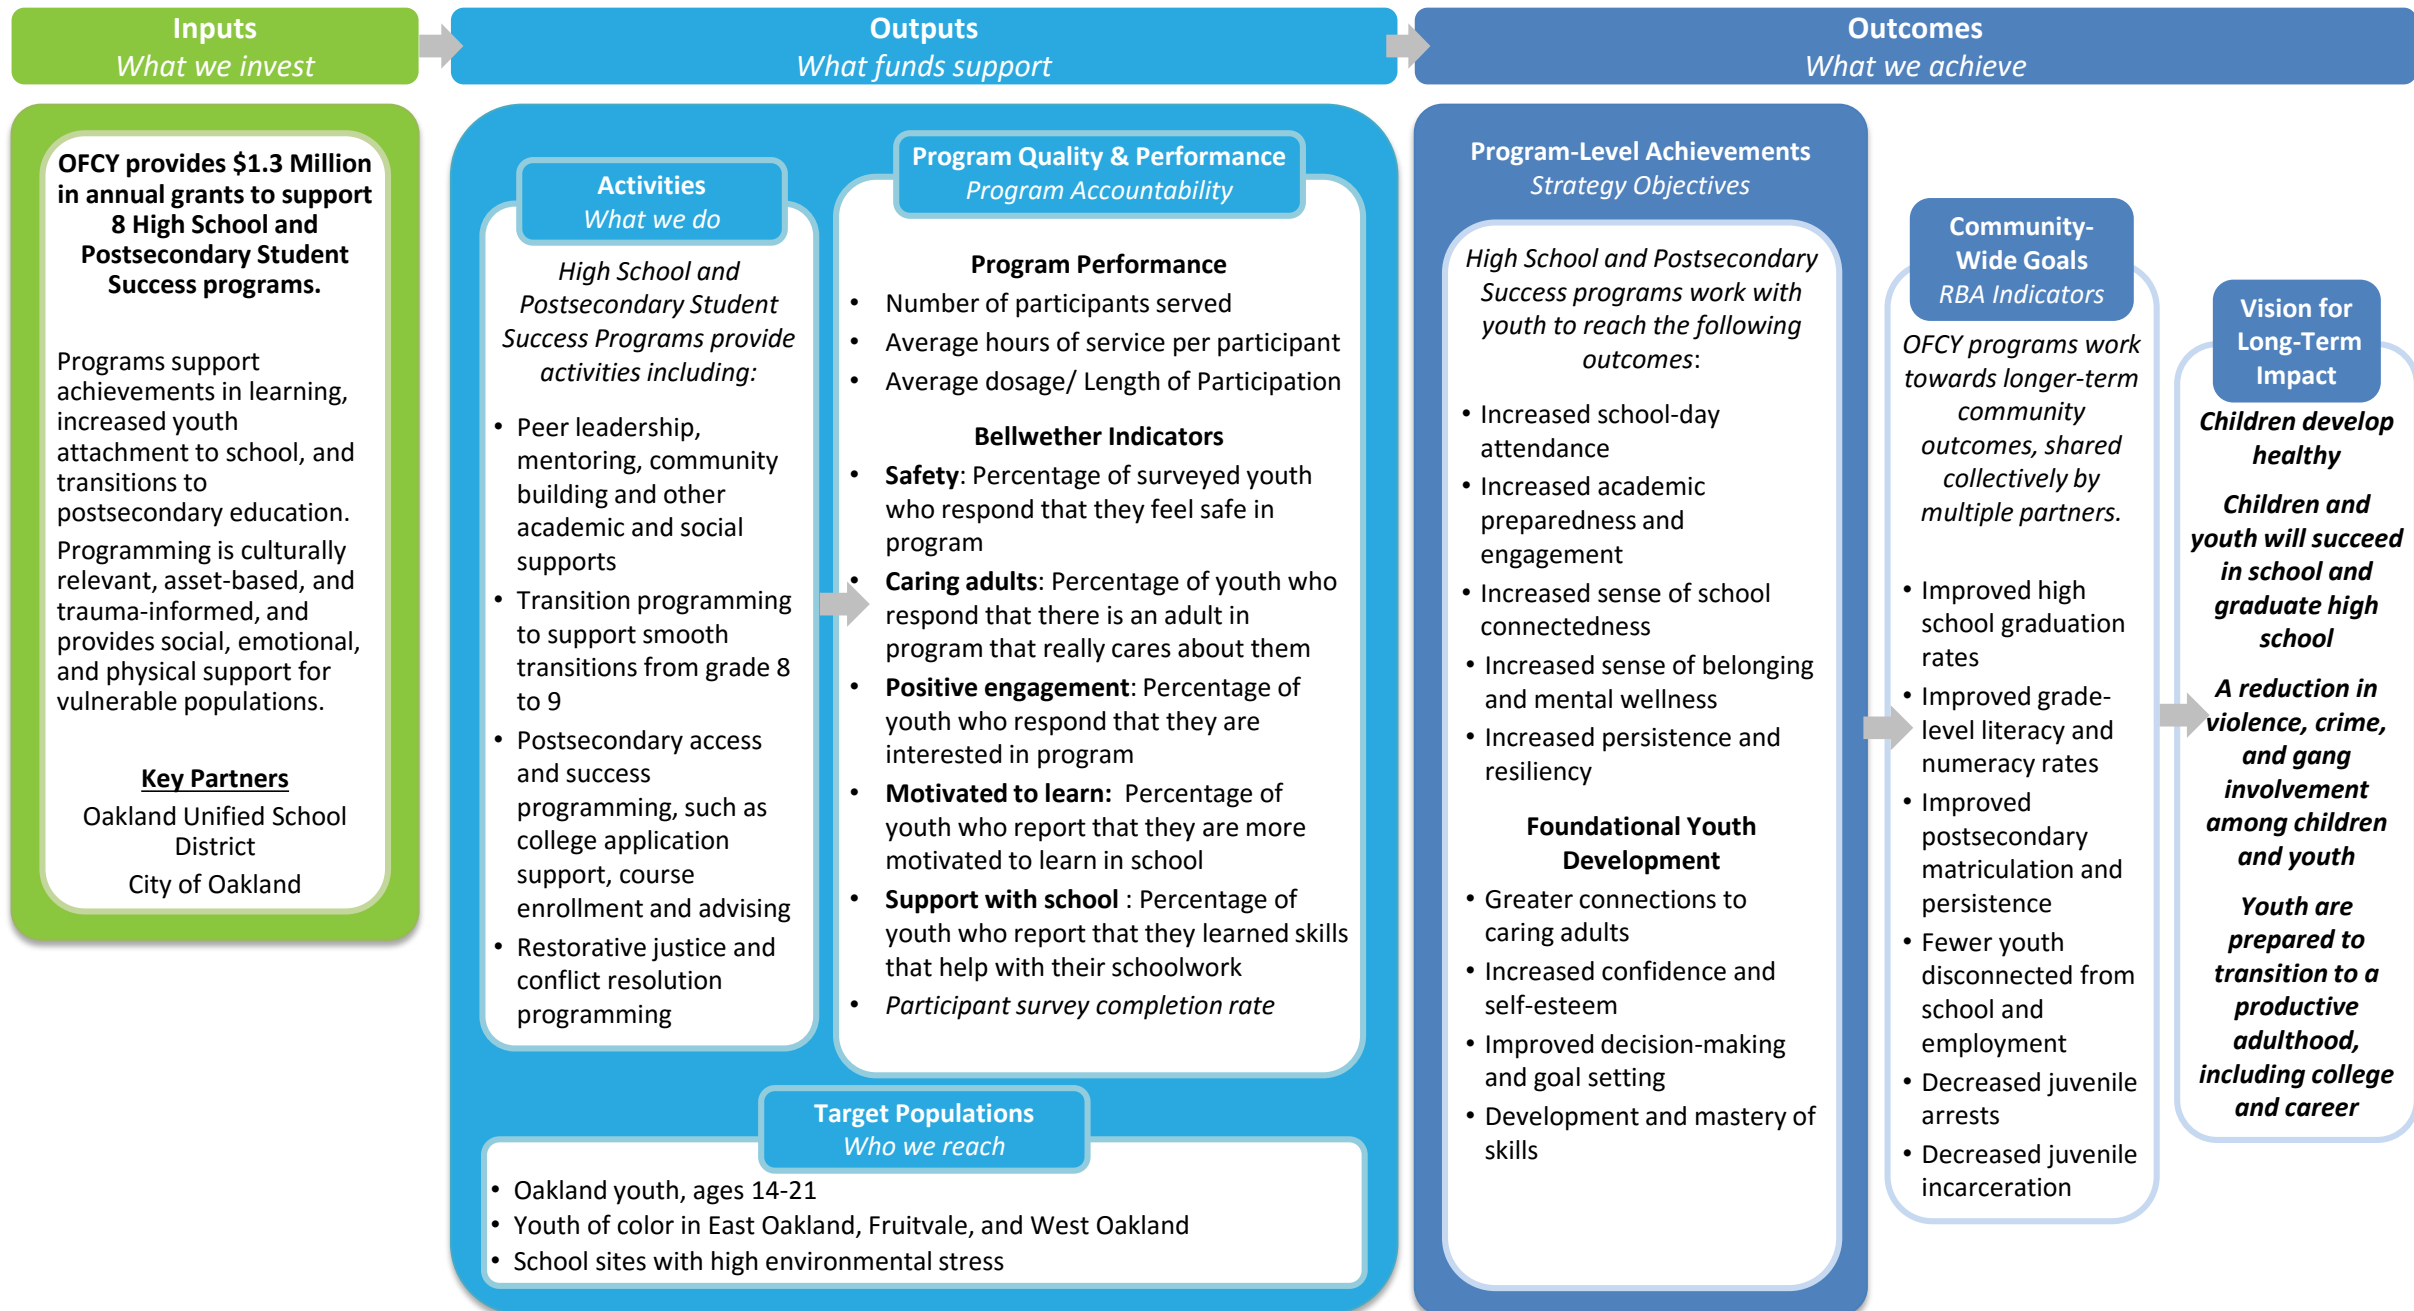 Inputs
What we invest
Outputs
What funds support
Outcomes
What we achieve
OFCY provides $1.3 Million
in annual grants to support
8 High School and
Postsecondary Student
Success programs.
Programs support
achievements in learning,
increased youth
attachment to school, and
transitions to
postsecondary education.
Programming is culturally
relevant, asset-based, and
trauma-informed, and
provides social, emotional,
and physical support for
vulnerable populations.
Key Partners
Oakland Unified School
District
City of Oakland
Activities
What we do
High School and
Postsecondary Student
Success Programs provide
activities including:
• Peer leadership,
mentoring, community
building and other
academic and social
supports
• Transition programming
to support smooth
transitions from grade 8
to 9
• Postsecondary access
and success
programming, such as
college application
support, course
enrollment and advising
• Restorative justice and
conflict resolution
programming
Program Quality & Performance
Program Accountability
Program Performance
• Number of participants served
• Average hours of service per participant
• Average dosage/ Length of Participation
Bellwether Indicators
• Safety: Percentage of surveyed youth
who respond that they feel safe in
program
• Caring adults: Percentage of youth who
respond that there is an adult in
program that really cares about them
• Positive engagement: Percentage of
youth who respond that they are
interested in program
• Motivated to learn:  Percentage of
youth who report that they are more
motivated to learn in school
• Support with school : Percentage of
youth who report that they learned skills
that help with their schoolwork
• Participant survey completion rate
Target Populations
Who we reach
• Oakland youth, ages 14-21
• Youth of color in East Oakland, Fruitvale, and West Oakland
• School sites with high environmental stress
Program-Level Achievements
Strategy Objectives
High School and Postsecondary
Success programs work with
youth to reach the following
outcomes:
• Increased school-day
attendance
• Increased academic
preparedness and
engagement
• Increased sense of school
connectedness
• Increased sense of belonging
and mental wellness
• Increased persistence and
resiliency
Foundational Youth
Development
• Greater connections to
caring adults
• Increased confidence and
self-esteem
• Improved decision-making
and goal setting
• Development and mastery of
skills
Community-
Wide Goals
RBA Indicators
OFCY programs work
towards longer-term
community
outcomes, shared
collectively by
multiple partners.
• Improved high
school graduation
rates
• Improved grade-
level literacy and
numeracy rates
• Improved
postsecondary
matriculation and
persistence
• Fewer youth
disconnected from
school and
employment
• Decreased juvenile
arrests
• Decreased juvenile
incarceration
Vision for
Long-Term
Impact
Children develop
healthy
Children and
youth will succeed
in school and
graduate high
school
A reduction in
violence, crime,
and gang
involvement
among children
and youth
Youth are
prepared to
transition to a
productive
adulthood,
including college
and career